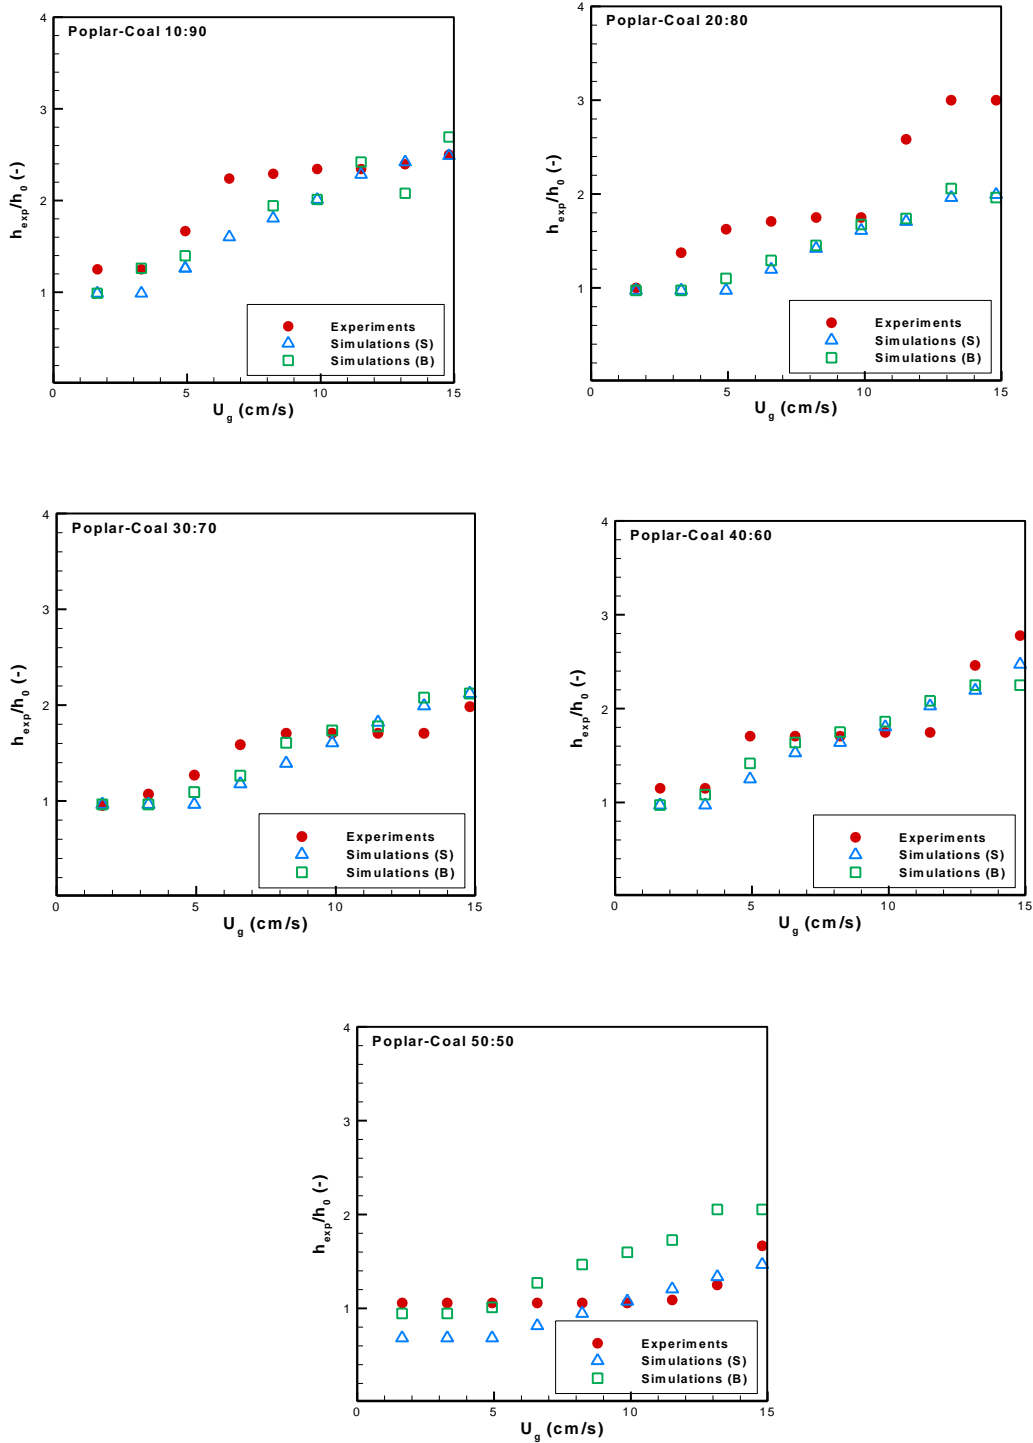 Poplar-Coal 10:90
4
3
2
1
h_exp/h_0 (-)
Experiments
Simulations (S)
Simulations (B)
0 5 10 15
U_g (cm/s)
Poplar-Coal 20:80
4
3
2
1
h_exp/h_0 (-)
Experiments
Simulations (S)
Simulations (B)
0 5 10 15
U_g (cm/s)
Poplar-Coal 30:70
4
3
2
1
h_exp/h_0 (-)
Experiments
Simulations (S)
Simulations (B)
0 5 10 15
U_g (cm/s)
Poplar-Coal 40:60
4
3
2
1
h_exp/h_0 (-)
Experiments
Simulations (S)
Simulations (B)
0 5 10 15
U_g (cm/s)
Poplar-Coal 50:50
4
3
2
1
h_exp/h_0 (-)
Experiments
Simulations (S)
Simulations (B)
0 5 10 15
U_g (cm/s)